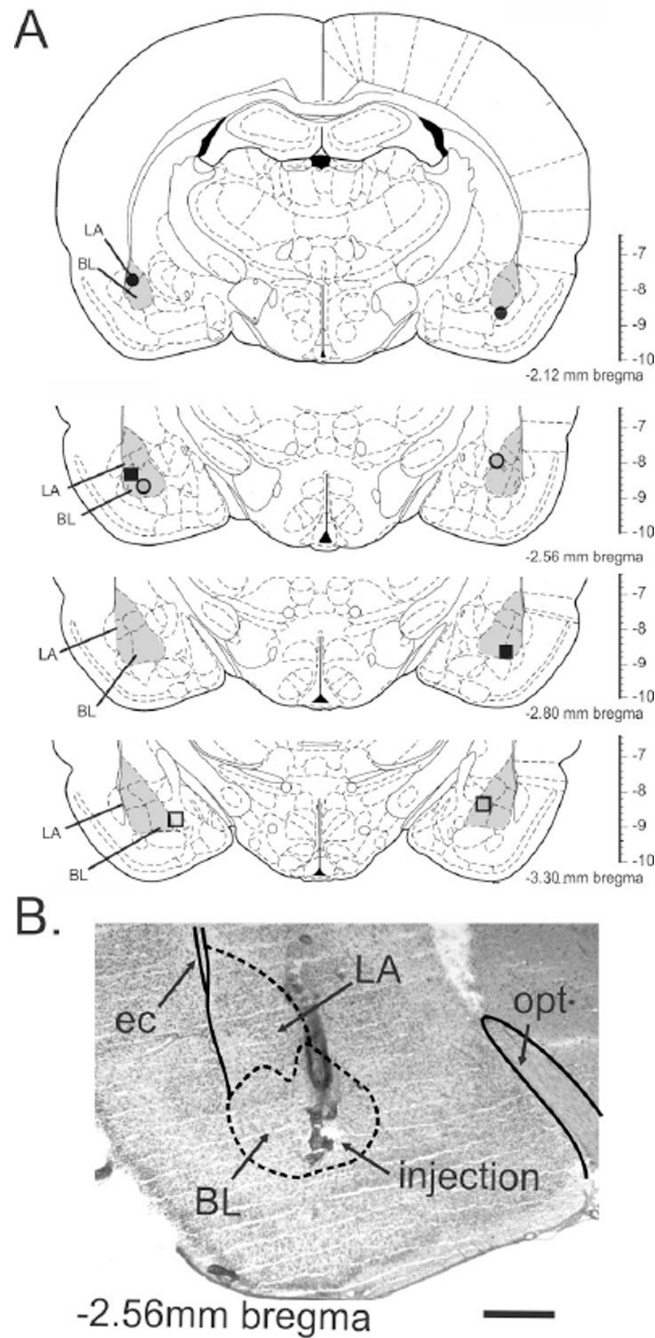 A
LA
BL
-7
-8
-9
-10
-2.12 mm bregma
-7
-8
-9
-10
LA
BL
-2.56 mm bregma
-7
-8
-9
-10
LA
BL
-2.80 mm bregma
-7
-8
-9
-10
LA
BL
-3.30 mm bregma
B.
ec
LA
opt
BL
injection
-2.56mm bregma